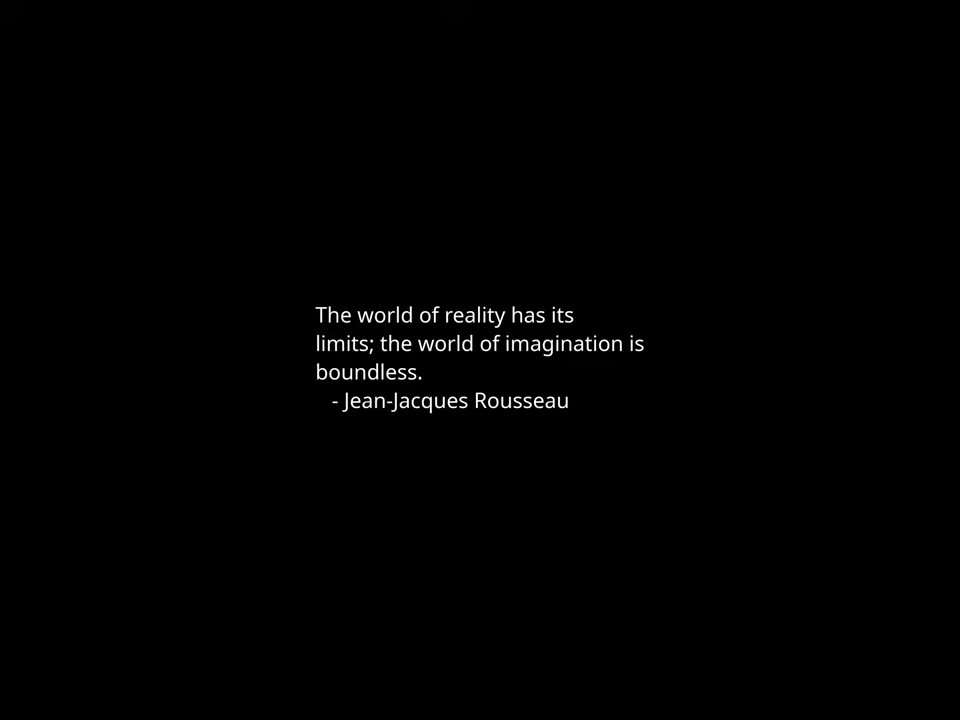 The world of reality has its
limits; the world of imagination is
boundless.
- Jean-Jacques Rousseau